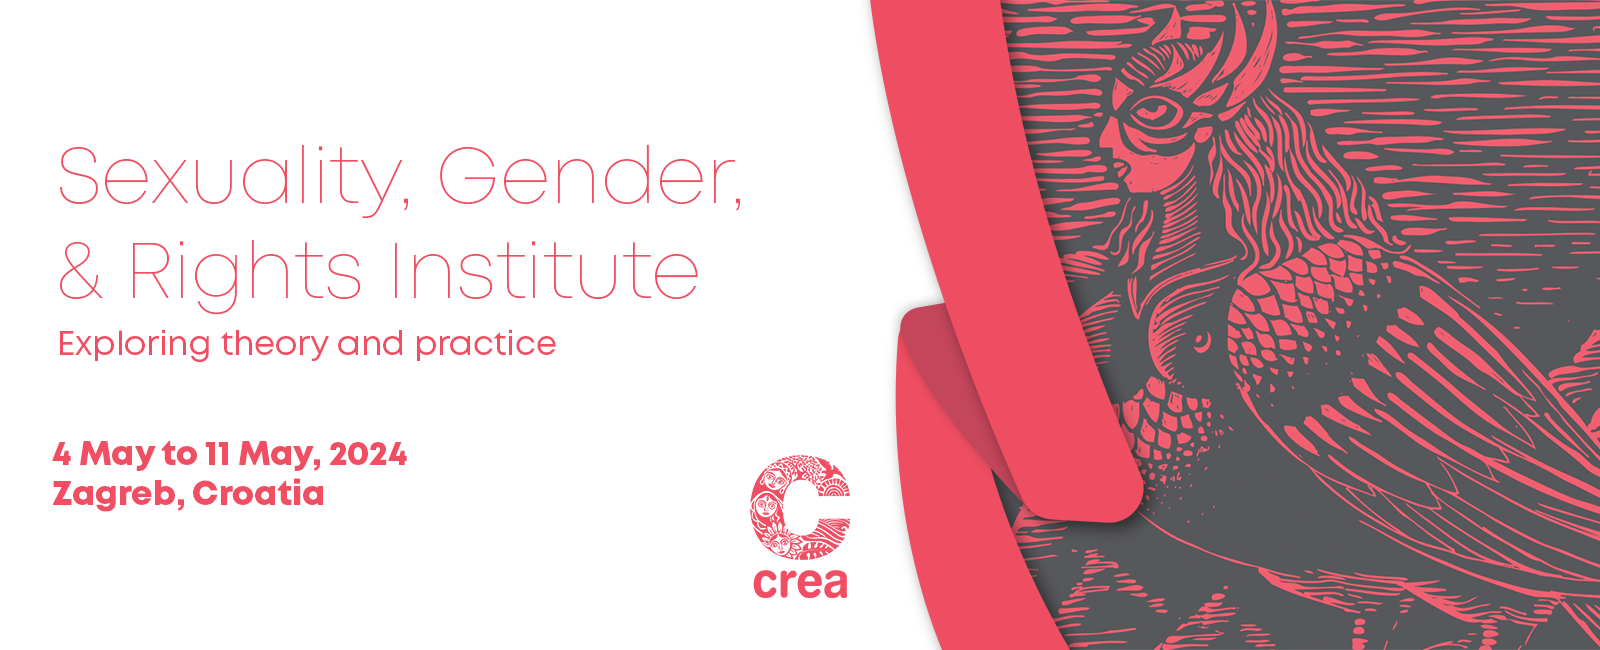 Sexuality, Gender,
& Rights Institute
Exploring theory and practice
4 May to 11 May, 2024
Zagreb, Croatia
crea